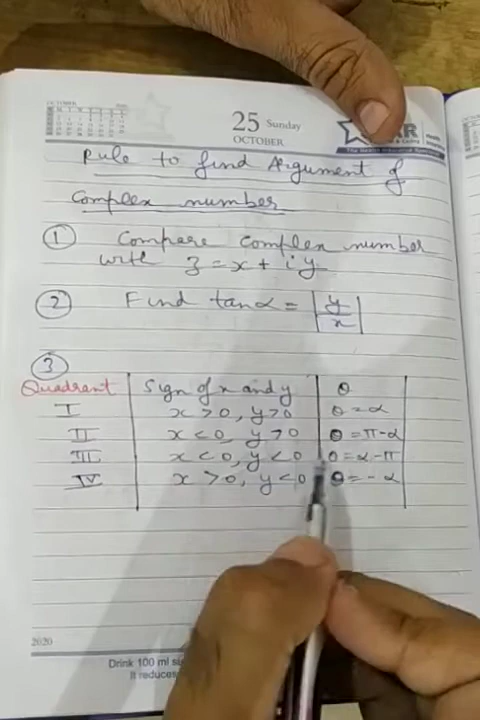 OCTOBER
25 Sunday
OCTOBER
Rule to find Argument of
Complex number
① Compare complex number
with z = x + iy
② Find tanα = |y/x|
③
Quadrant Sign of x and y θ
I x > 0, y > 0 θ = α
II x < 0, y > 0 θ = π - α
III x < 0, y < 0 θ = α - π
IV x > 0, y < 0 θ = - α
2020
Drink 100 ml
It reduces